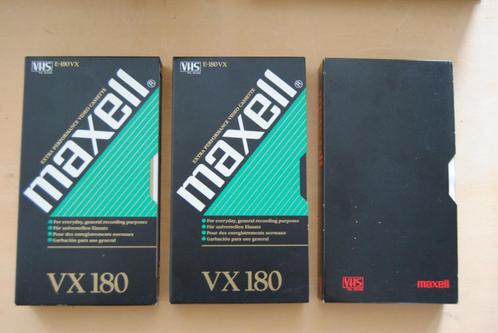 VHS E-180VX
maxell®
EXTRA PERFORMANCE VIDEO CASSETTE
For everyday, general recording purposes
Für universellen Einsatz
Pour des enregistrements normaux
Garbación para uso general
VX 180
VHS E-180VX
maxell®
EXTRA PERFORMANCE VIDEO CASSETTE
For everyday, general recording purposes
Für universellen Einsatz
Pour des enregistrements normaux
Garbación para uso general
VX 180
VHS
maxell